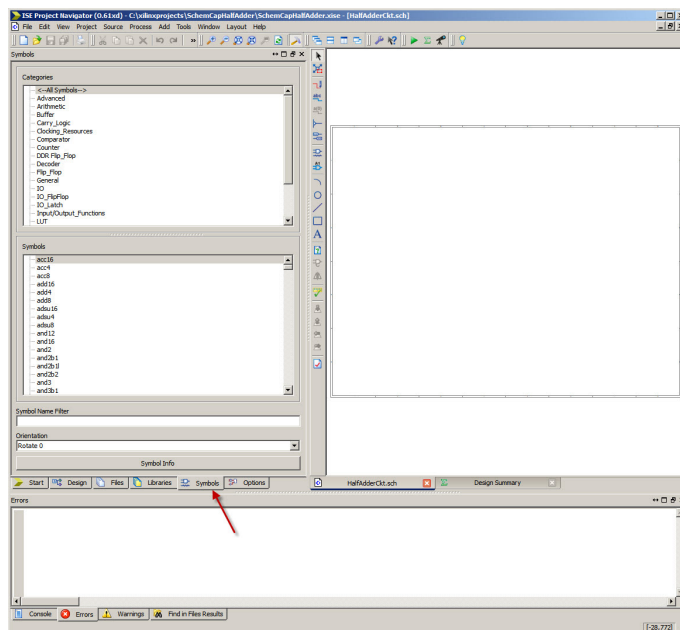 ISE Project Navigator (0.61xd) - C:\xilinxprojects\SchemCapHalfAdder\SchemCapHalfAdder.xise - [HalfAdderCkt.sch]
File Edit View Project Source Process Add Tools Window Layout Help
Symbols
Categories
<--All Symbols-->
Advanced
Arithmetic
Buffer
Carry_Logic
Clocking_Resources
Comparator
Counter
DDR Flip_Flop
Decoder
Flip_Flop
General
IO
IO_FlipFlop
IO_Latch
Input/Output_Functions
LUT
Symbols
acc16
acc4
acc8
add16
add4
add8
adsu16
adsu4
adsu8
and12
and16
and2
and2b1
and2b1l
and2b2
and3
and3b1
Symbol Name Filter
Orientation
Rotate 0
Symbol Info
Start Design Files Libraries Symbols Options
HalfAdderCkt.sch Design Summary
Errors
Console Errors Warnings Find in Files Results
[-28,772]